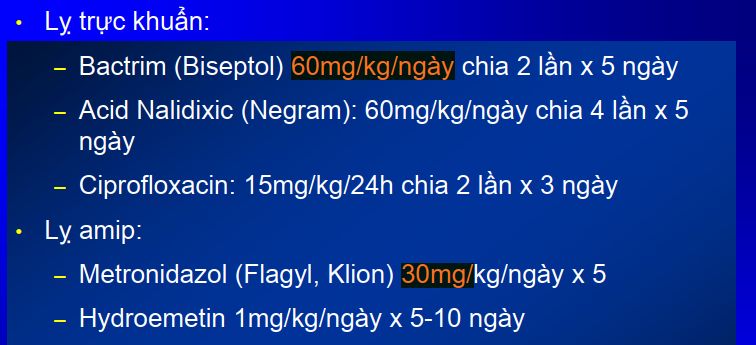 • Lỵ trực khuẩn:
– Bactrim (Biseptol) 60mg/kg/ngày chia 2 lần x 5 ngày
– Acid Nalidixic (Negram): 60mg/kg/ngày chia 4 lần x 5
ngày
– Ciprofloxacin: 15mg/kg/24h chia 2 lần x 3 ngày
• Lỵ amip:
– Metronidazol (Flagyl, Klion) 30mg/kg/ngày x 5
– Hydroemetin 1mg/kg/ngày x 5-10 ngày